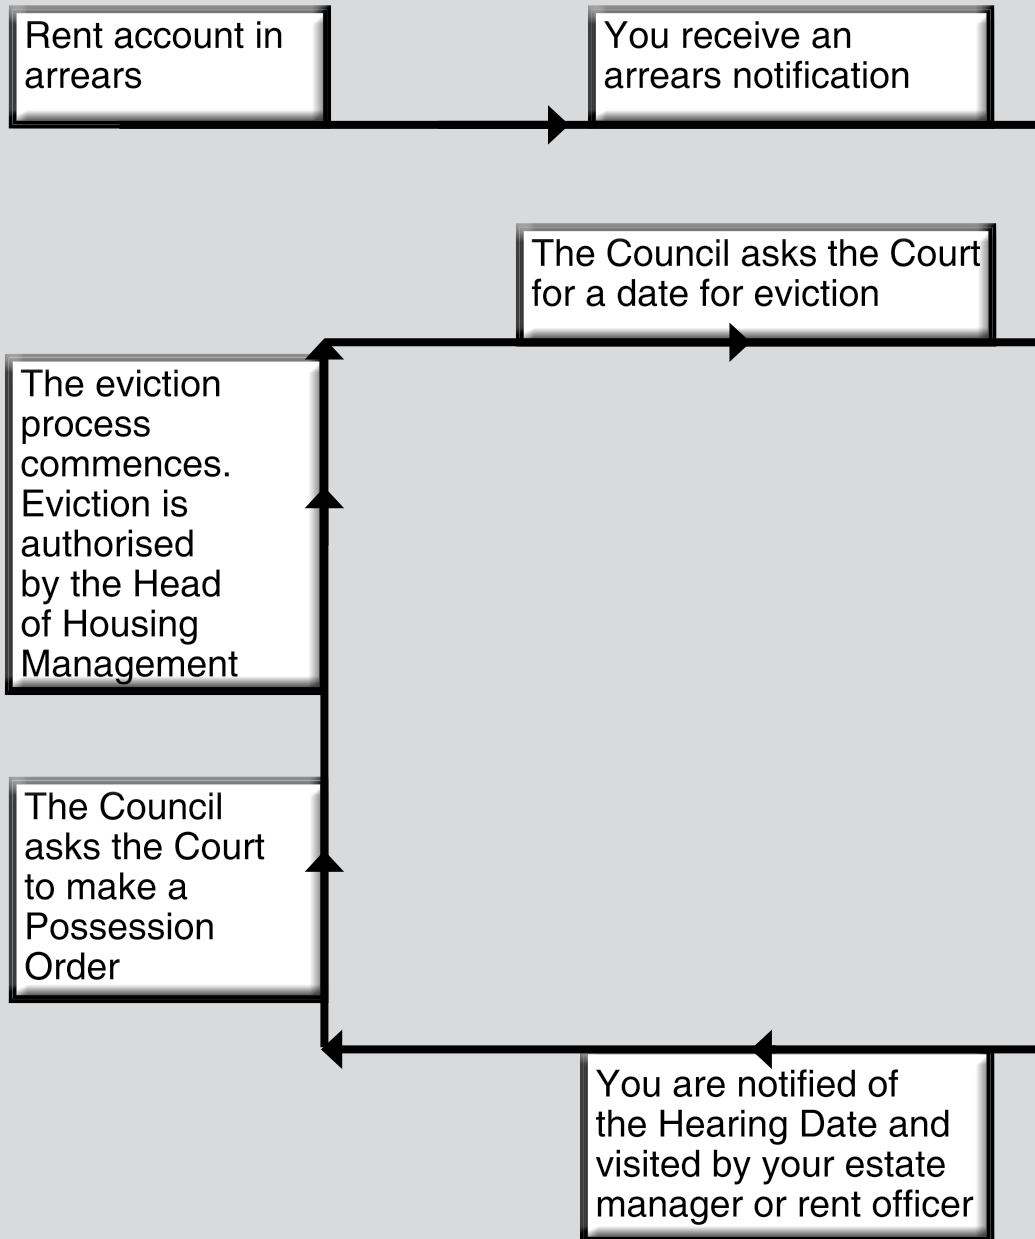 Rent account in
arrears
You receive an
arrears notification
The Council asks the Court
for a date for eviction
The eviction
process
commences.
Eviction is
authorised
by the Head
of Housing
Management
The Council
asks the Court
to make a
Possession
Order
You are notified of
the Hearing Date and
visited by your estate
manager or rent officer